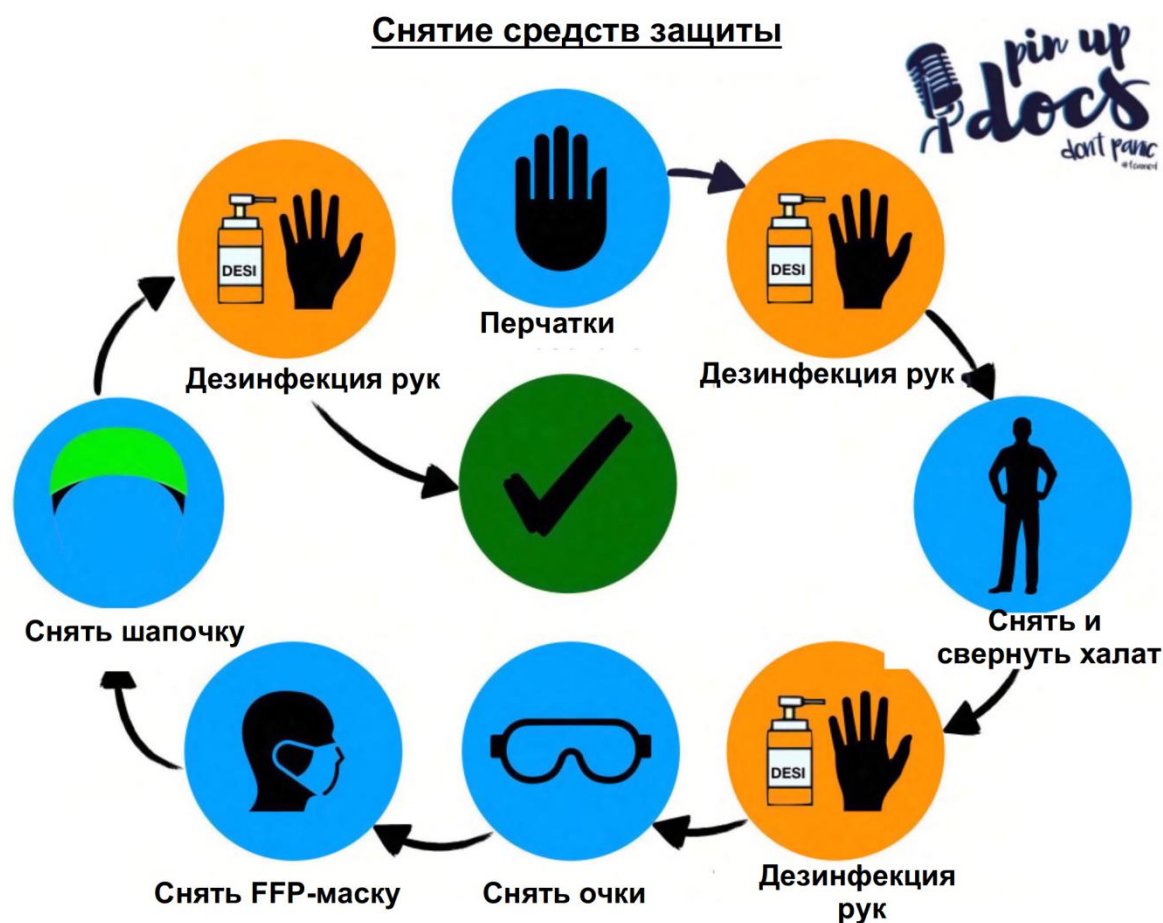 Снятие средств защиты
pin up
docs
don't panic
DESI
DESI
Перчатки
Дезинфекция рук
Дезинфекция рук
Снять шапочку
Снять и
свернуть халат
DESI
Снять FFP-маску
Снять очки
Дезинфекция
рук